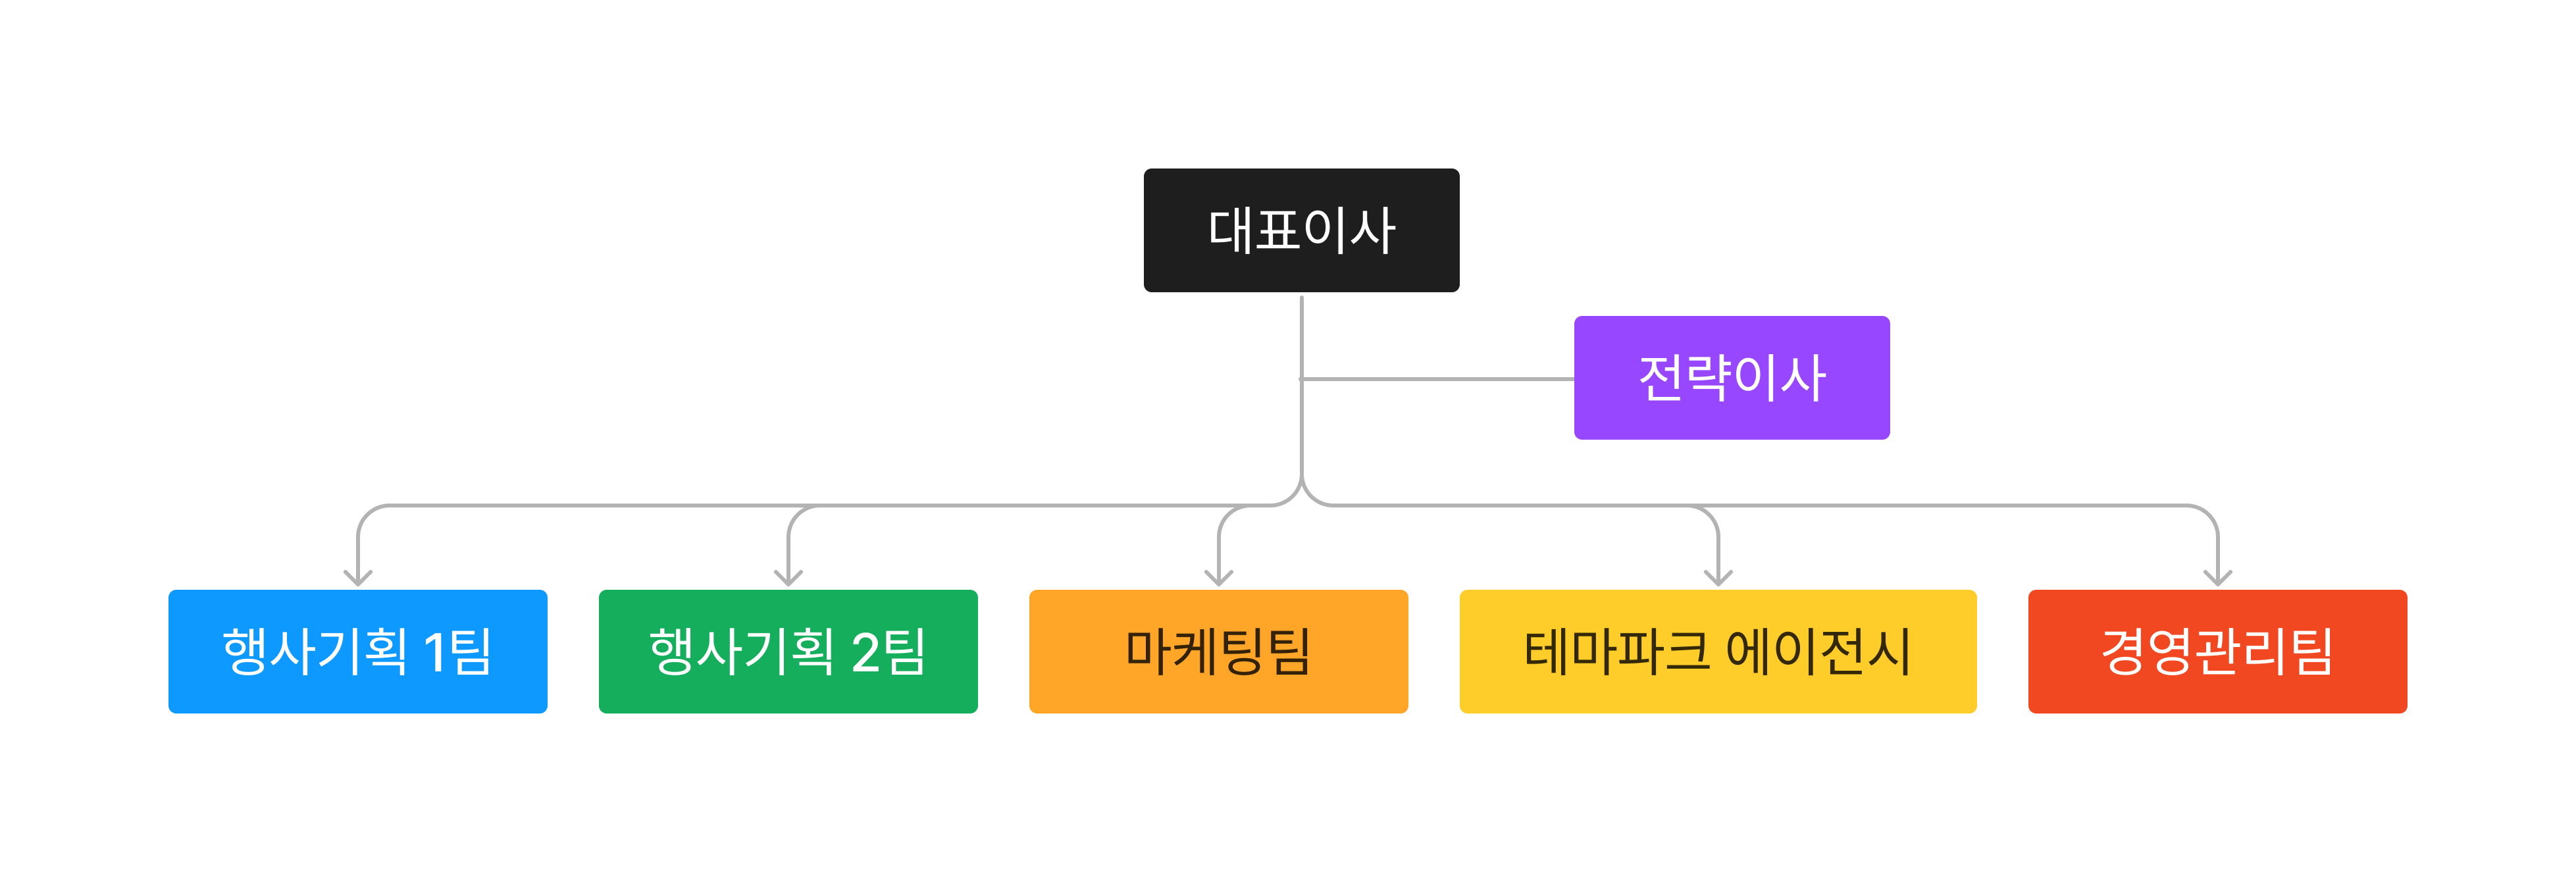 대표이사
전략이사
행사기획 1팀
행사기획 2팀
마케팅팀
테마파크 에이전시
경영관리팀